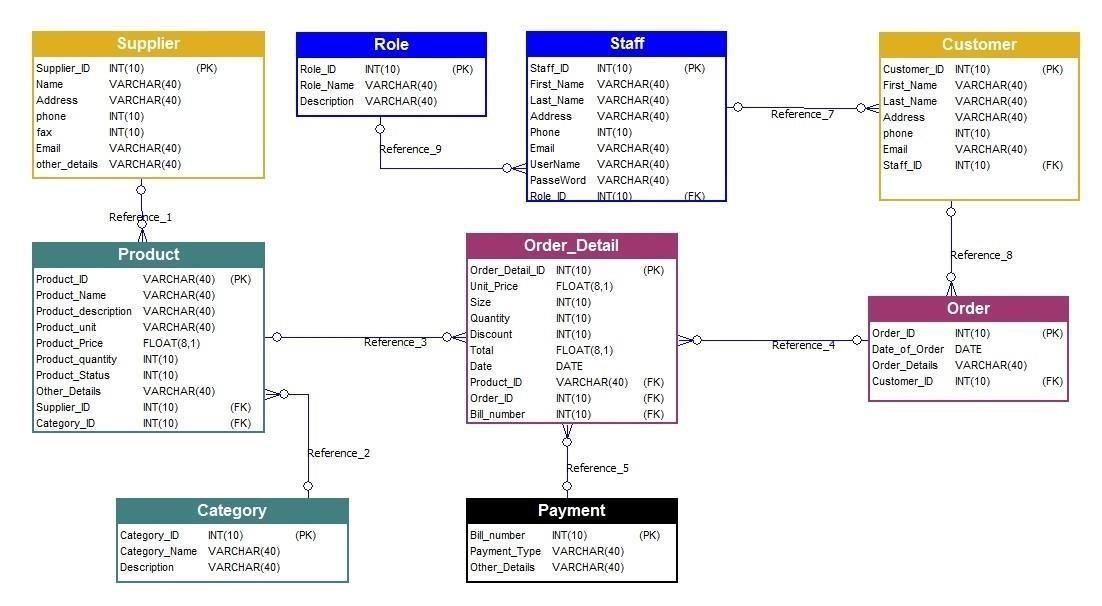 Supplier
Supplier_ID INT(10) (PK)
Name VARCHAR(40)
Address VARCHAR(40)
phone INT(10)
fax INT(10)
Email VARCHAR(40)
other_details VARCHAR(40)
Role
Role_ID INT(10) (PK)
Role_Name VARCHAR(40)
Description VARCHAR(40)
Staff
Staff_ID INT(10) (PK)
First_Name VARCHAR(40)
Last_Name VARCHAR(40)
Address VARCHAR(40)
Phone INT(10)
Email VARCHAR(40)
UserName VARCHAR(40)
PasseWord VARCHAR(40)
Role_ID INT(10) (FK)
Customer
Customer_ID INT(10) (PK)
First_Name VARCHAR(40)
Last_Name VARCHAR(40)
Address VARCHAR(40)
phone INT(10)
Email VARCHAR(40)
Staff_ID INT(10) (FK)
Reference_7
Reference_9
Reference_1
Reference_8
Product
Product_ID VARCHAR(40) (PK)
Product_Name VARCHAR(40)
Product_description VARCHAR(40)
Product_unit VARCHAR(40)
Product_Price FLOAT(8,1)
Product_quantity INT(10)
Product_Status INT(10)
Other_Details VARCHAR(40)
Supplier_ID INT(10) (FK)
Category_ID INT(10) (FK)
Reference_3
Order_Detail
Order_Detail_ID INT(10) (PK)
Unit_Price FLOAT(8,1)
Size INT(10)
Quantity INT(10)
Discount INT(10)
Total FLOAT(8,1)
Date DATE
Product_ID VARCHAR(40) (FK)
Order_ID INT(10) (FK)
Bill_number INT(10) (FK)
Reference_4
Order
Order_ID INT(10) (PK)
Date_of_Order DATE
Order_Details VARCHAR(40)
Customer_ID INT(10) (FK)
Reference_2
Reference_5
Category
Category_ID INT(10) (PK)
Category_Name VARCHAR(40)
Description VARCHAR(40)
Payment
Bill_number INT(10) (PK)
Payment_Type VARCHAR(40)
Other_Details VARCHAR(40)